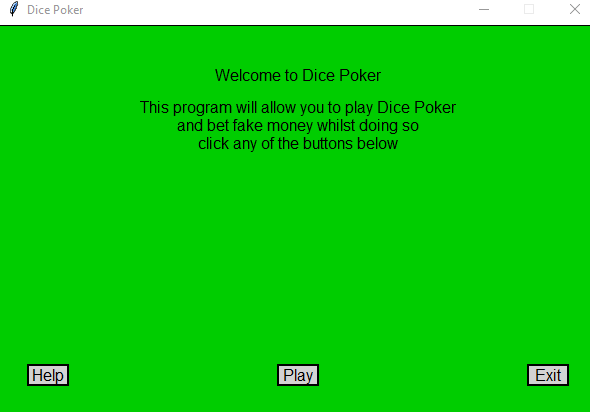 Dice Poker
Welcome to Dice Poker
This program will allow you to play Dice Poker
and bet fake money whilst doing so
click any of the buttons below
Help
Play
Exit